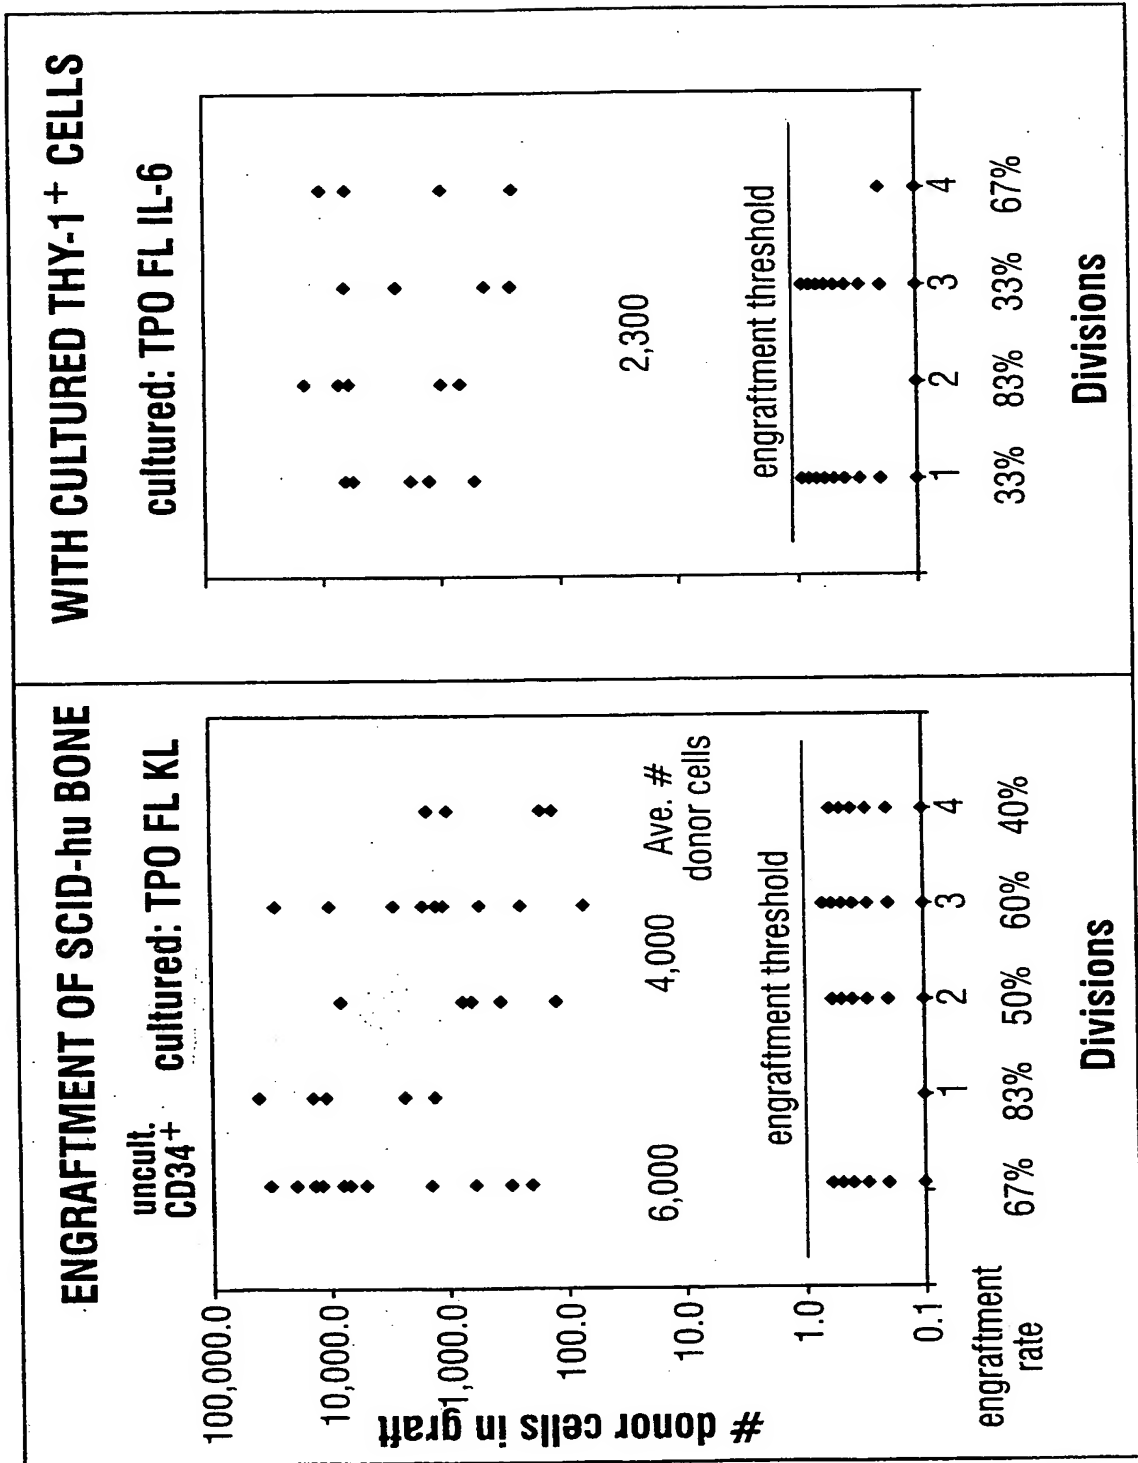 ENGRAFTMENT OF SCID-hu BONE
WITH CULTURED THY-1+ CELLS
uncult.
CD34+
cultured: TPO FL KL
cultured: TPO FL IL-6
# donor cells in graft
100,000.0
10,000.0
1,000.0
100.0
10.0
1.0
0.1
6,000
4,000
Ave. #
donor cells
2,300
engraftment threshold
engraftment threshold
1 2 3 4
1 2 3 4
engraftment
rate
67% 83% 50% 60% 40%
33% 83% 33% 67%
Divisions
Divisions